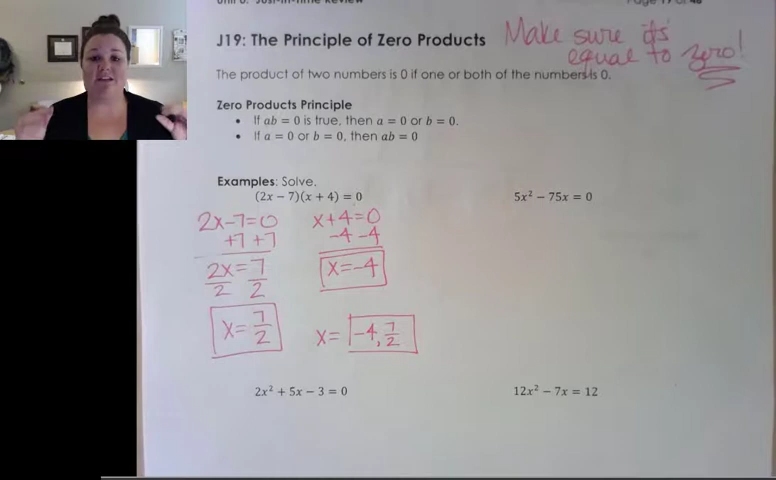 J19: The Principle of Zero Products
Make sure it's
equal to zero!
The product of two numbers is 0 if one or both of the numbers is 0.
Zero Products Principle
• If ab = 0 is true, then a = 0 or b = 0.
• If a = 0 or b = 0, then ab = 0
Examples: Solve.
(2x − 7)(x + 4) = 0
5x² − 75x = 0
2x-7=0
+7 +7
2x=7
2 2
x=7/2
x+4=0
-4 -4
x=-4
x= -4, 7/2
2x² + 5x − 3 = 0
12x² − 7x = 12